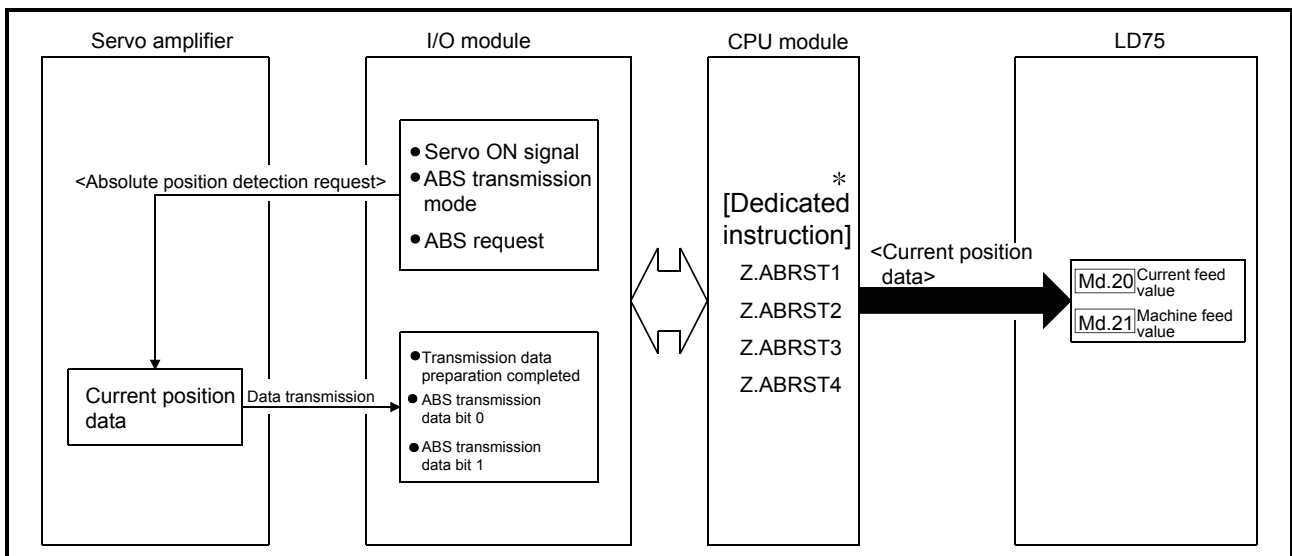 Servo amplifier
I/O module
CPU module
LD75
● Servo ON signal
● ABS transmission
mode
● ABS request
<Absolute position detection request>
Current position
data
Data transmission
● Transmission data
preparation completed
● ABS transmission
data bit 0
● ABS transmission
data bit 1
*
[Dedicated
instruction]
Z.ABRST1
Z.ABRST2
Z.ABRST3
Z.ABRST4
<Current position
data>
Md.20 Current feed
value
Md.21 Machine feed
value